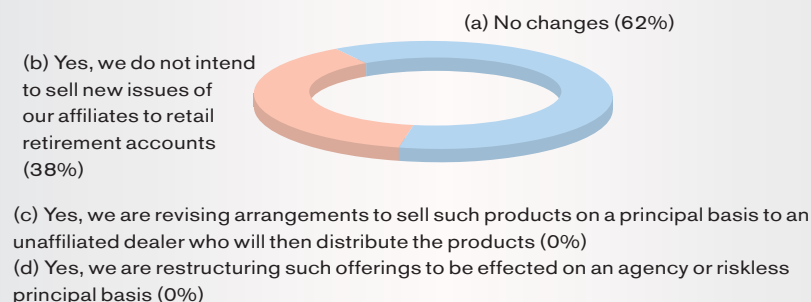 (a) No changes (62%)
(b) Yes, we do not intend
to sell new issues of
our affiliates to retail
retirement accounts
(38%)
(c) Yes, we are revising arrangements to sell such products on a principal basis to an
unaffiliated dealer who will then distribute the products (0%)
(d) Yes, we are restructuring such offerings to be effected on an agency or riskless
principal basis (0%)